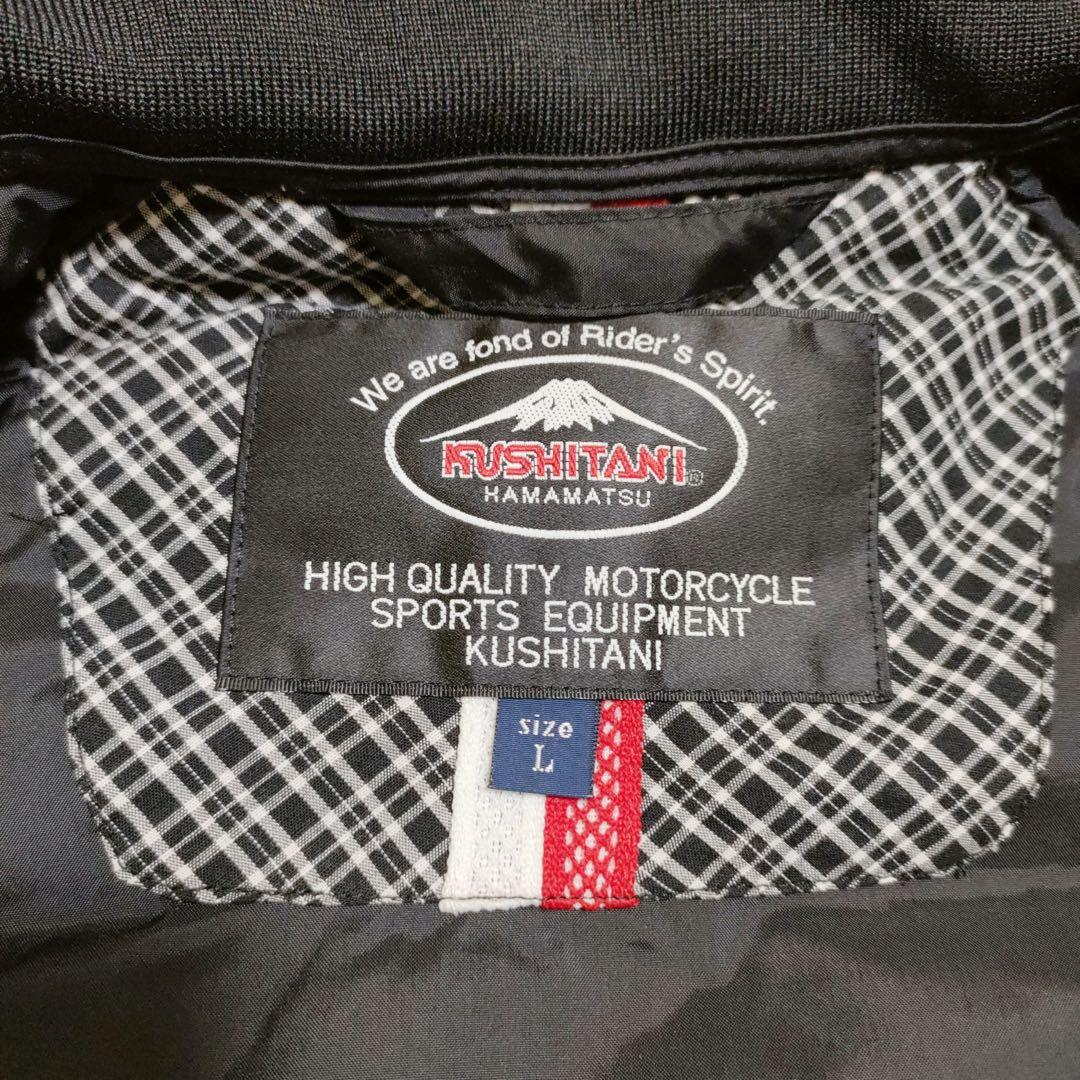 We are fond of Rider's Spirit.
KUSHITANI®
HAMAMATSU
HIGH QUALITY MOTORCYCLE
SPORTS EQUIPMENT
KUSHITANI
size
L